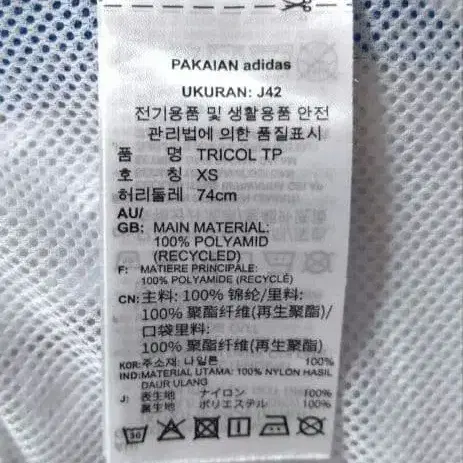 PAKAIAN adidas
UKURAN: J42
전기용품 및 생활용품 안전
관리법에 의한 품질표시
품 명 TRICOL TP
호 칭 XS
허리둘레 74cm
AU/
GB: MAIN MATERIAL:
100% POLYAMID
(RECYCLED)
F: MATIERE PRINCIPALE:
100% POLYAMIDE (RECYCLÉ)
CN: 主料: 100% 锦纶/里料:
100% 聚酯纤维(再生聚酯)/
口袋里料:
100% 聚酯纤维(再生聚酯)
KOR: 주소재: 나일론 100%
IND: MATERIAL UTAMA: 100% NYLON HASIL
DAUR ULANG
J: 表生地 ナイロン 100%
裏生地 ポリエステル 100%
30